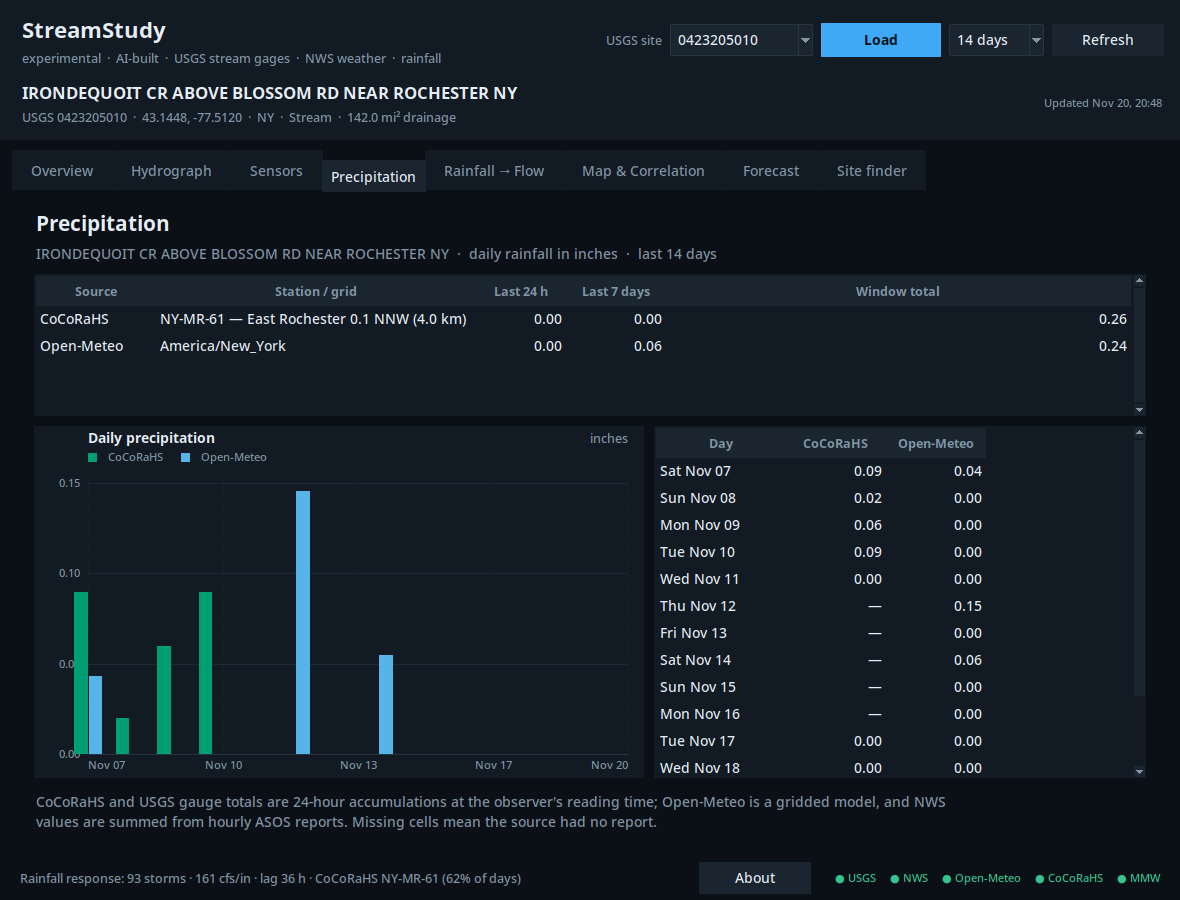 StreamStudy
experimental · AI-built · USGS stream gages · NWS weather · rainfall
USGS site 0423205010 Load 14 days Refresh
IRONDEQUOIT CR ABOVE BLOSSOM RD NEAR ROCHESTER NY
USGS 0423205010 · 43.1448, -77.5120 · NY · Stream · 142.0 mi² drainage
Updated Nov 20, 20:48
Overview Hydrograph Sensors Precipitation Rainfall → Flow Map & Correlation Forecast Site finder
Precipitation
IRONDEQUOIT CR ABOVE BLOSSOM RD NEAR ROCHESTER NY · daily rainfall in inches · last 14 days
Source Station / grid Last 24 h Last 7 days Window total
CoCoRaHS NY-MR-61 — East Rochester 0.1 NNW (4.0 km) 0.00 0.00 0.26
Open-Meteo America/New_York 0.00 0.06 0.24
Daily precipitation inches
CoCoRaHS Open-Meteo
0.15
0.10
0.0
0.00
Nov 07 Nov 10 Nov 13 Nov 17 Nov 20
Day CoCoRaHS Open-Meteo
Sat Nov 07 0.09 0.04
Sun Nov 08 0.02 0.00
Mon Nov 09 0.06 0.00
Tue Nov 10 0.09 0.00
Wed Nov 11 0.00 0.00
Thu Nov 12 — 0.15
Fri Nov 13 — 0.00
Sat Nov 14 — 0.06
Sun Nov 15 — 0.00
Mon Nov 16 — 0.00
Tue Nov 17 0.00 0.00
Wed Nov 18 0.00 0.00
CoCoRaHS and USGS gauge totals are 24-hour accumulations at the observer's reading time; Open-Meteo is a gridded model, and NWS
values are summed from hourly ASOS reports. Missing cells mean the source had no report.
Rainfall response: 93 storms · 161 cfs/in · lag 36 h · CoCoRaHS NY-MR-61 (62% of days)
About
USGS NWS Open-Meteo CoCoRaHS MMW